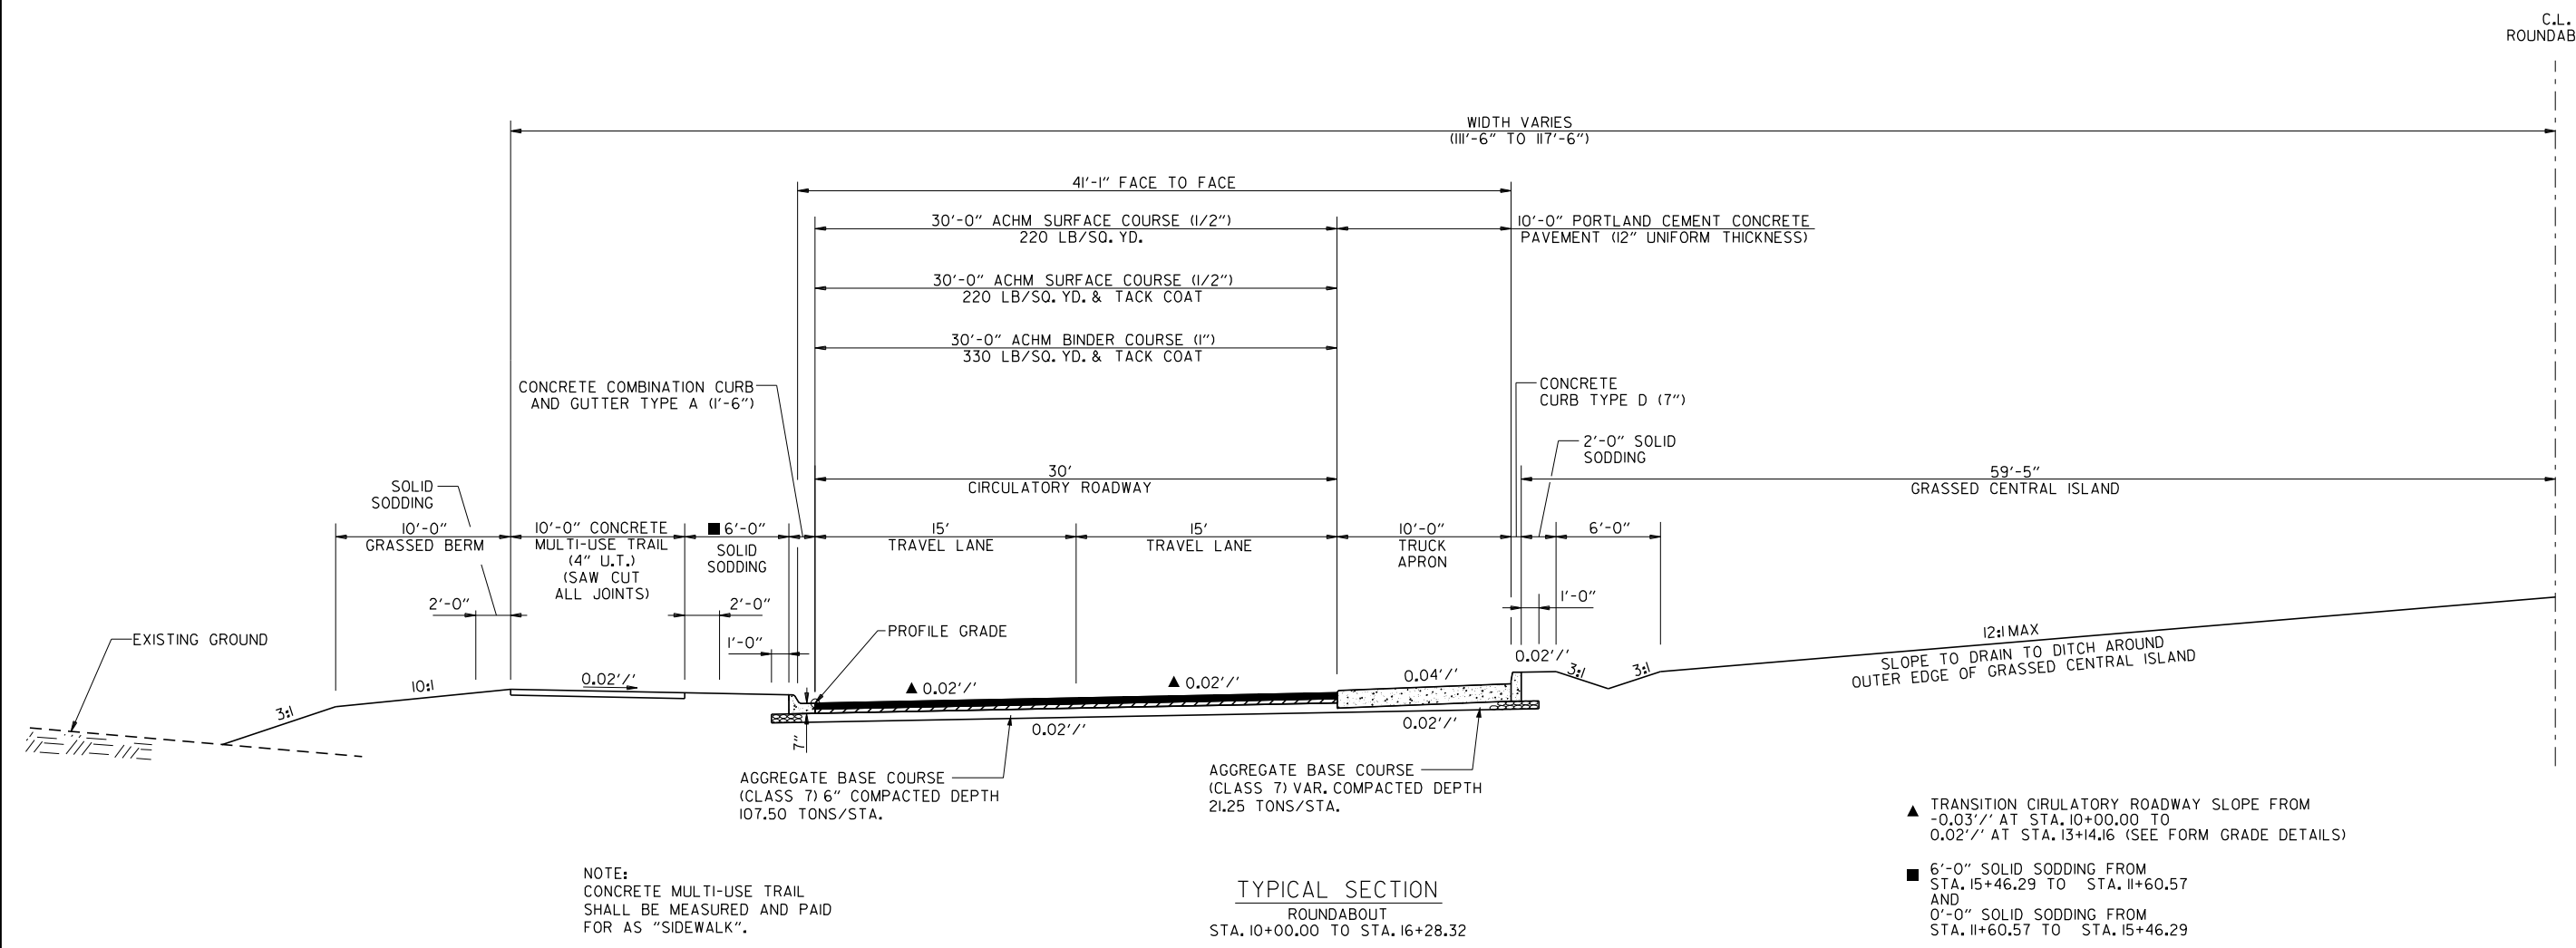 C.L.
ROUNDAB
WIDTH VARIES
(111'-6" TO 117'-6")
41'-1" FACE TO FACE
30'-0" ACHM SURFACE COURSE (1/2")
220 LB/SQ. YD.
10'-0" PORTLAND CEMENT CONCRETE
PAVEMENT (12" UNIFORM THICKNESS)
30'-0" ACHM SURFACE COURSE (1/2")
220 LB/SQ. YD. & TACK COAT
30'-0" ACHM BINDER COURSE (1")
330 LB/SQ. YD. & TACK COAT
CONCRETE COMBINATION CURB
AND GUTTER TYPE A (1'-6")
CONCRETE
CURB TYPE D (7")
2'-0" SOLID
SODDING
30'
CIRCULATORY ROADWAY
59'-5"
GRASSED CENTRAL ISLAND
SOLID
SODDING
10'-0"
GRASSED BERM
10'-0" CONCRETE
MULTI-USE TRAIL
(4" U.T.)
(SAW CUT
ALL JOINTS)
■ 6'-0"
SOLID
SODDING
15'
TRAVEL LANE
15'
TRAVEL LANE
10'-0"
TRUCK
APRON
6'-0"
2'-0"
2'-0"
1'-0"
1'-0"
EXISTING GROUND
PROFILE GRADE
3:1
10:1
0.02'/'
▲ 0.02'/'
▲ 0.02'/'
0.04'/'
0.02'/'
3:1
3:1
12:1 MAX
SLOPE TO DRAIN TO DITCH AROUND
OUTER EDGE OF GRASSED CENTRAL ISLAND
7"
0.02'/'
0.02'/'
AGGREGATE BASE COURSE
(CLASS 7) 6" COMPACTED DEPTH
107.50 TONS/STA.
AGGREGATE BASE COURSE
(CLASS 7) VAR. COMPACTED DEPTH
21.25 TONS/STA.
▲ TRANSITION CIRULATORY ROADWAY SLOPE FROM
-0.03'/' AT STA. 10+00.00 TO
0.02'/' AT STA. 13+14.16 (SEE FORM GRADE DETAILS)
■ 6'-0" SOLID SODDING FROM
STA. 15+46.29 TO STA. 11+60.57
AND
0'-0" SOLID SODDING FROM
STA. 11+60.57 TO STA. 15+46.29
NOTE:
CONCRETE MULTI-USE TRAIL
SHALL BE MEASURED AND PAID
FOR AS "SIDEWALK".
TYPICAL SECTION
ROUNDABOUT
STA. 10+00.00 TO STA. 16+28.32